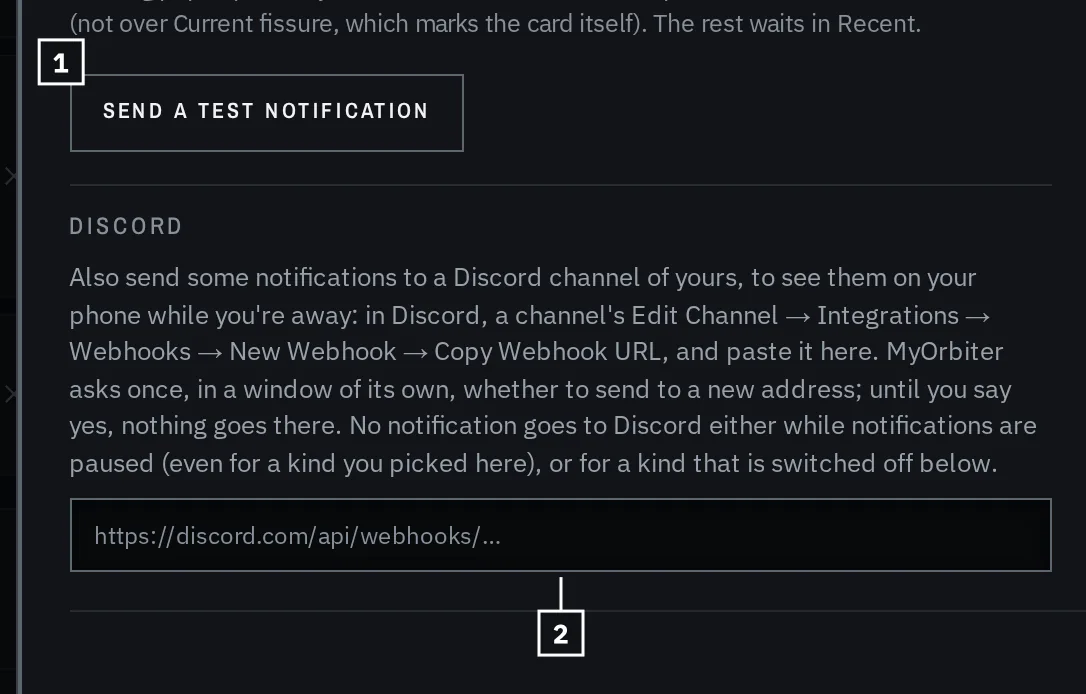 (not over Current fissure, which marks the card itself). The rest waits in Recent.
1
SEND A TEST NOTIFICATION
DISCORD
Also send some notifications to a Discord channel of yours, to see them on your
phone while you're away: in Discord, a channel's Edit Channel → Integrations →
Webhooks → New Webhook → Copy Webhook URL, and paste it here. MyOrbiter
asks once, in a window of its own, whether to send to a new address; until you say
yes, nothing goes there. No notification goes to Discord either while notifications are
paused (even for a kind you picked here), or for a kind that is switched off below.
https://discord.com/api/webhooks/...
2